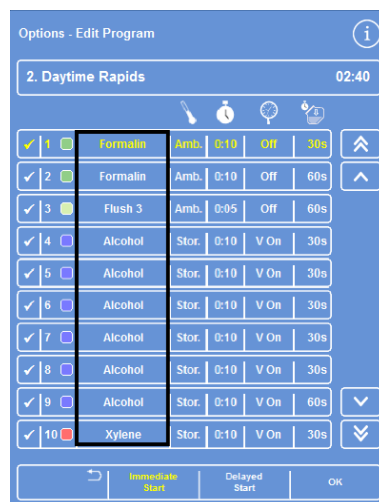 Options - Edit Program
i
2. Daytime Rapids 02:40
1 Formalin Amb. 0:10 Off 30s
2 Formalin Amb. 0:10 Off 60s
3 Flush 3 Amb. 0:05 Off 60s
4 Alcohol Stor. 0:10 V On 30s
5 Alcohol Stor. 0:10 V On 30s
6 Alcohol Stor. 0:10 V On 30s
7 Alcohol Stor. 0:10 V On 30s
8 Alcohol Stor. 0:10 V On 30s
9 Alcohol Stor. 0:10 V On 60s
10 Xylene Stor. 0:10 V On 30s
Immediate Start
Delayed Start
OK